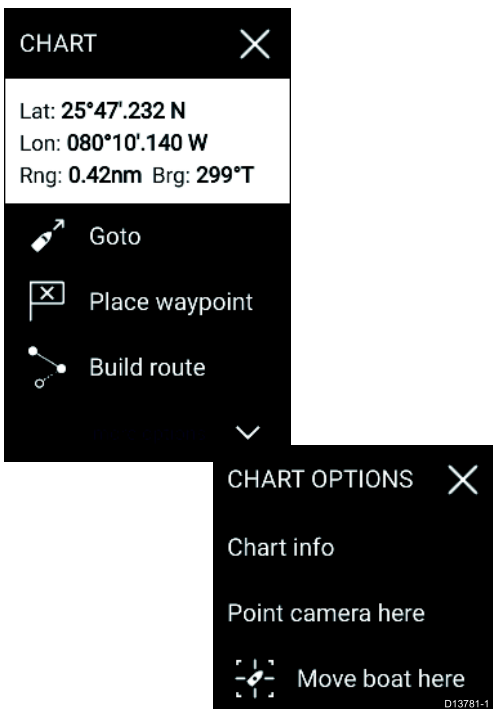 CHART
Lat: 25°47'.232 N
Lon: 080°10'.140 W
Rng: 0.42nm Brg: 299°T
Goto
Place waypoint
Build route
CHART OPTIONS
Chart info
Point camera here
Move boat here
D13781-1